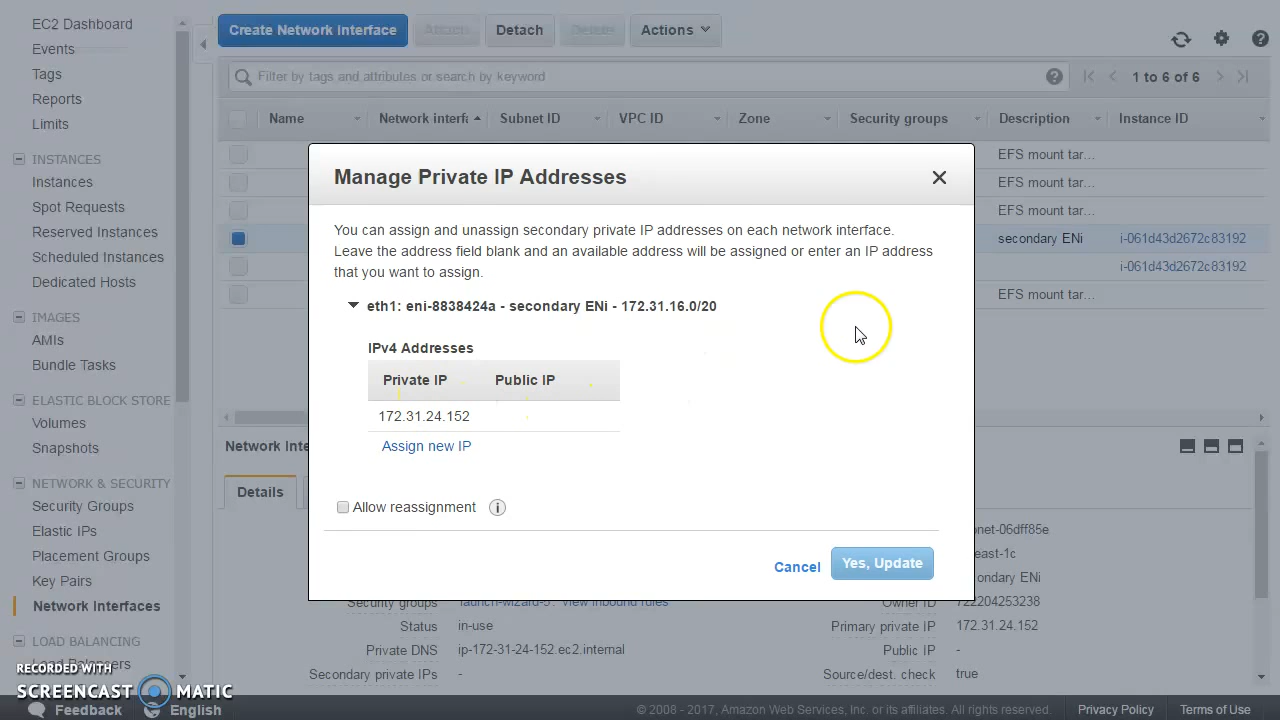 EC2 Dashboard
Events
Tags
Reports
Limits
INSTANCES
Instances
Spot Requests
Reserved Instances
Scheduled Instances
Dedicated Hosts
IMAGES
AMIs
Bundle Tasks
ELASTIC BLOCK STORE
Volumes
Snapshots
NETWORK & SECURITY
Security Groups
Elastic IPs
Placement Groups
Key Pairs
Network Interfaces
LOAD BALANCING
Load Balancers
Create Network Interface Attach Detach Delete Actions
Filter by tags and attributes or search by keyword 1 to 6 of 6
Name Network interfa Subnet ID VPC ID Zone Security groups Description Instance ID
EFS mount tar...
EFS mount tar...
EFS mount tar...
secondary ENi i-061d43d2672c83192
i-061d43d2672c83192
EFS mount tar...
Manage Private IP Addresses
You can assign and unassign secondary private IP addresses on each network interface.
Leave the address field blank and an available address will be assigned or enter an IP address
that you want to assign.
eth1: eni-8838424a - secondary ENi - 172.31.16.0/20
IPv4 Addresses
Private IP Public IP
172.31.24.152
Assign new IP
Allow reassignment
Cancel Yes, Update
Network Inte
Details
onet-06dff85e
east-1c
ondary ENi
Security groups launch-wizard-5. view inbound rules Owner ID 722204253238
Status in-use Primary private IP 172.31.24.152
Private DNS ip-172-31-24-152.ec2.internal Public IP -
Secondary private IPs - Source/dest. check true
RECORDED WITH
SCREENCAST MATIC
Feedback English © 2008 - 2017, Amazon Web Services, Inc. or its affiliates. All rights reserved. Privacy Policy Terms of Use